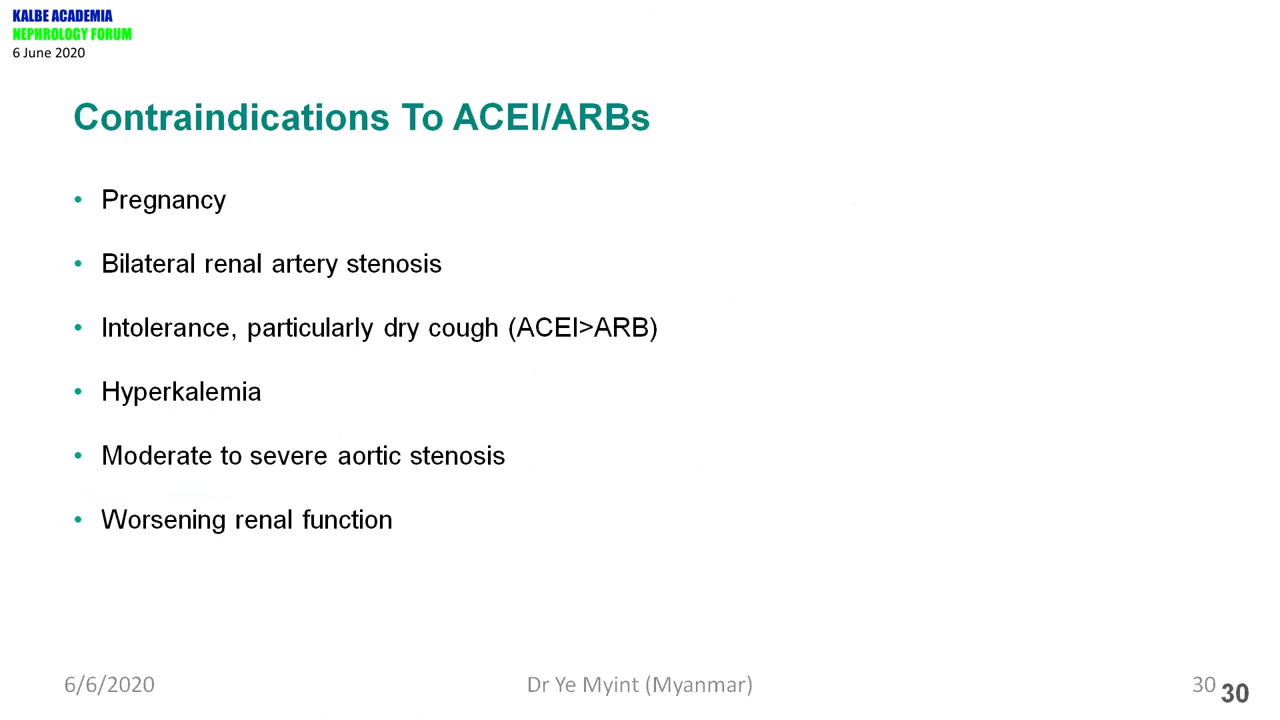 KALBE ACADEMIA
NEPHROLOGY FORUM
6 June 2020
Contraindications To ACEI/ARBs
• Pregnancy
• Bilateral renal artery stenosis
• Intolerance, particularly dry cough (ACEI>ARB)
• Hyperkalemia
• Moderate to severe aortic stenosis
• Worsening renal function
6/6/2020 Dr Ye Myint (Myanmar) 30 30